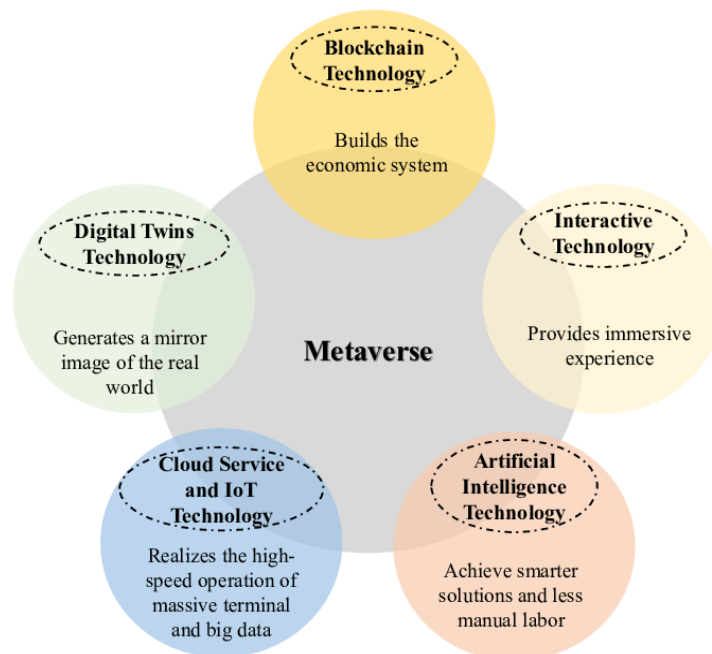 Blockchain
Technology
Builds the
economic system
Digital Twins
Technology
Generates a mirror
image of the real
world
Interactive
Technology
Provides immersive
experience
Metaverse
Cloud Service
and IoT
Technology
Realizes the high-
speed operation of
massive terminal
and big data
Artificial
Intelligence
Technology
Achieve smarter
solutions and less
manual labor